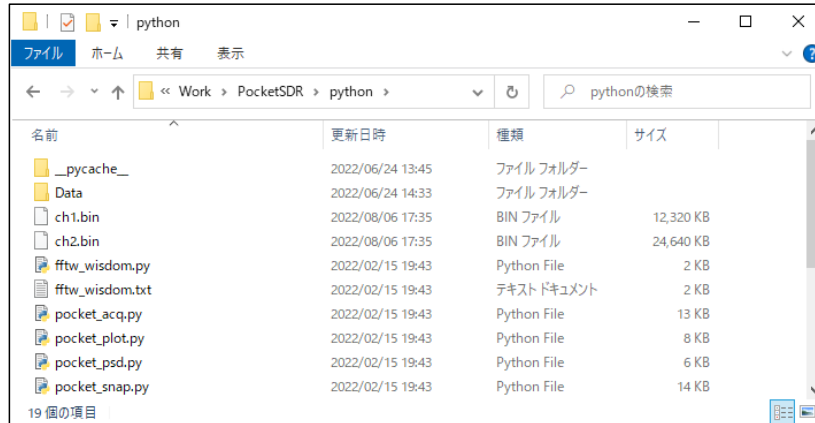 python
ファイル ホーム 共有 表示
« Work › PocketSDR › python › pythonの検索
名前 更新日時 種類 サイズ
__pycache__ 2022/06/24 13:45 ファイル フォルダー
Data 2022/06/24 14:33 ファイル フォルダー
ch1.bin 2022/08/06 17:35 BIN ファイル 12,320 KB
ch2.bin 2022/08/06 17:35 BIN ファイル 24,640 KB
fftw_wisdom.py 2022/02/15 19:43 Python File 2 KB
fftw_wisdom.txt 2022/02/15 19:43 テキスト ドキュメント 2 KB
pocket_acq.py 2022/02/15 19:43 Python File 13 KB
pocket_plot.py 2022/02/15 19:43 Python File 8 KB
pocket_psd.py 2022/02/15 19:43 Python File 6 KB
pocket_snap.py 2022/02/15 19:43 Python File 14 KB
19 個の項目